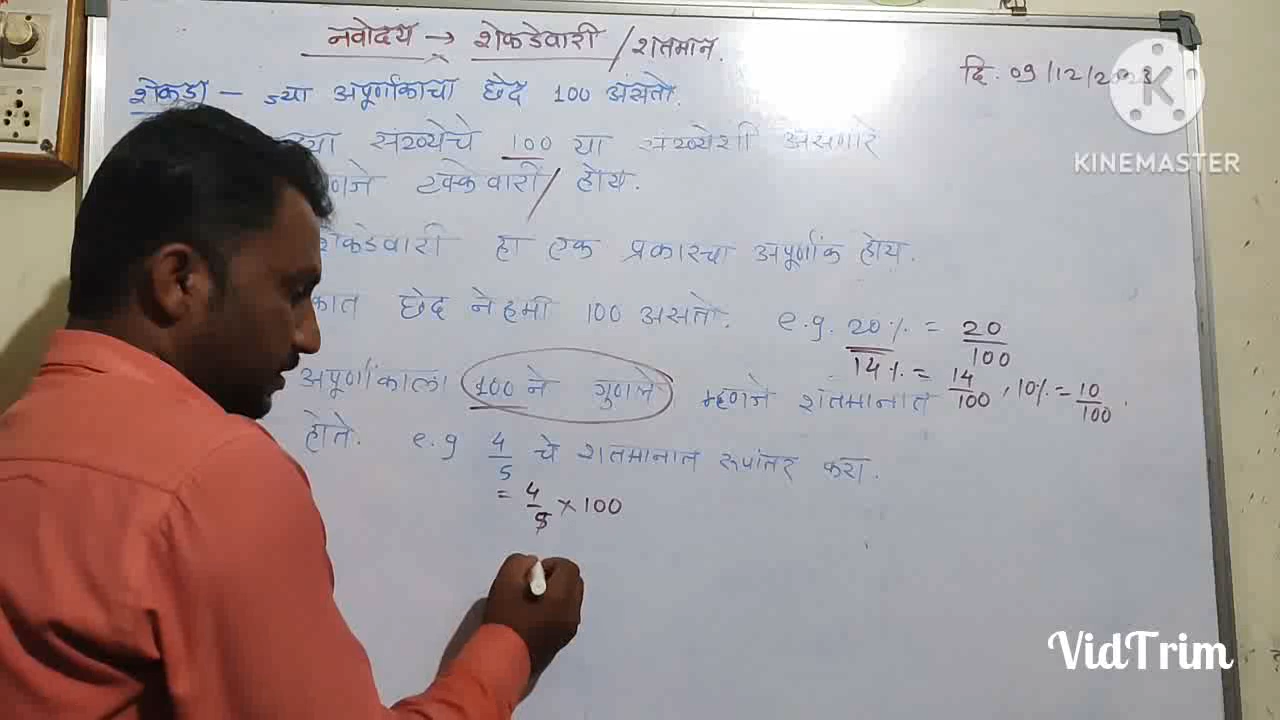 नवोदय → शेकडेवारी / शतमान.
दि. 09/12/
शेकडा - ज्या अपूर्णांकाचा छेद 100 असतो.
संख्येचे 100 या संख्येशी असणारे
टक्केवारी / होय.
शेकडेवारी हा एक प्रकारचा अपूर्णांक होय.
छेद नेहमी 100 असतो. e.g. 20% = 20/100
14% = 14/100, 10% = 10/100.
अपूर्णांकाला 100 ने गुणले म्हणजे शतमानात
होते. e.g 4/5 चे शतमानात रूपांतर करा.
= 4/5 × 100
KINEMASTER
VidTrim